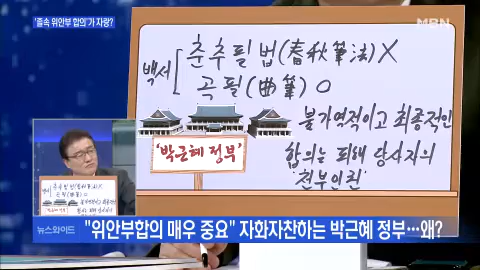 '졸속 위안부 합의'가 자랑?
MBN
백서
춘추필법(春秋筆法)X
곡필(曲筆)O
불가역적이고 최종적인
합의는 피해 당사자의
'천부인권'
'박근혜 정부'
뉴스와이드
"위안부합의 매우 중요" 자화자찬하는 박근혜 정부…왜?